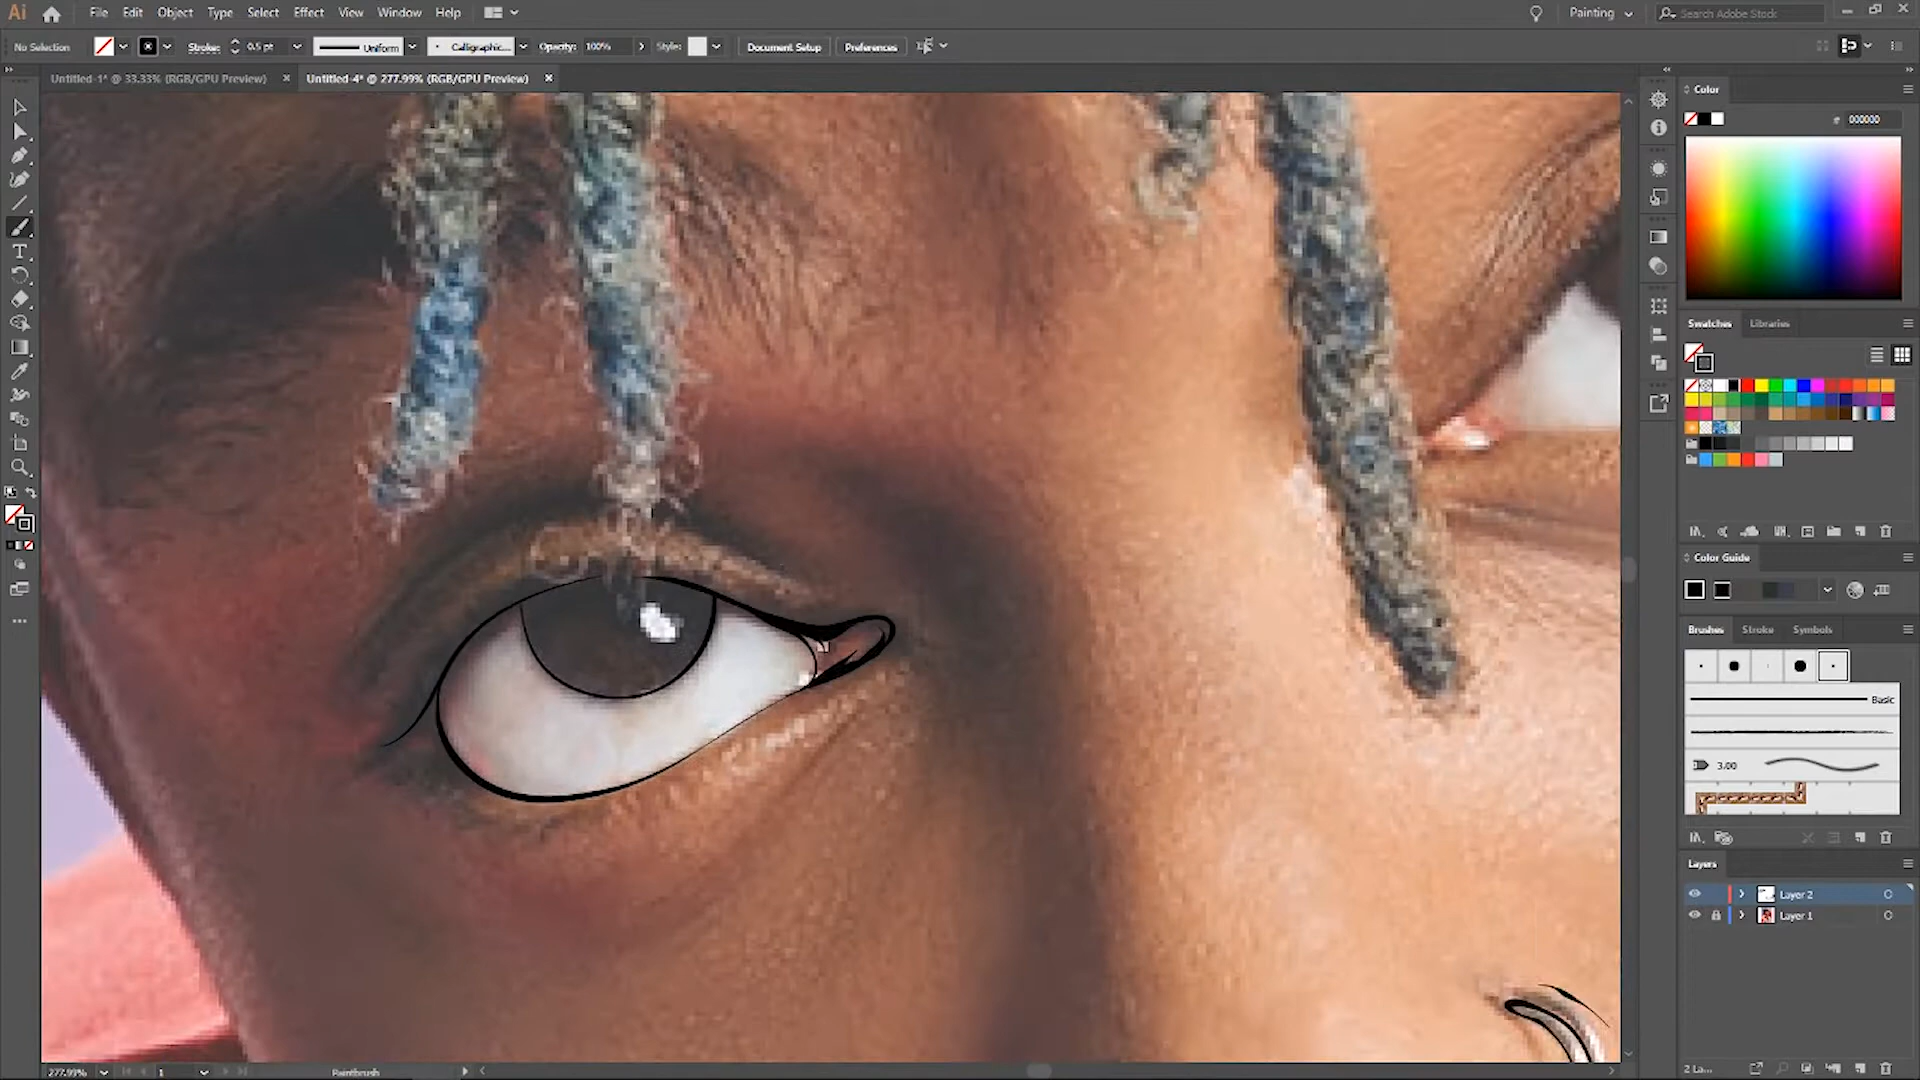 Ai File Edit Object Type Select Effect View Window Help Painting Search Adobe Stock
No Selection Stroke: 0.5 pt Uniform Calligraphic... Opacity: 100% Style: Document Setup Preferences
Untitled-1* @ 33.33% (RGB/GPU Preview) Untitled-4* @ 277.99% (RGB/GPU Preview)
Color
# 000000
Swatches Libraries
Color Guide
Brushes Stroke Symbols
Basic
3.00
Layers
Layer 2
Layer 1
2 La...
277.99% 1 Paintbrush